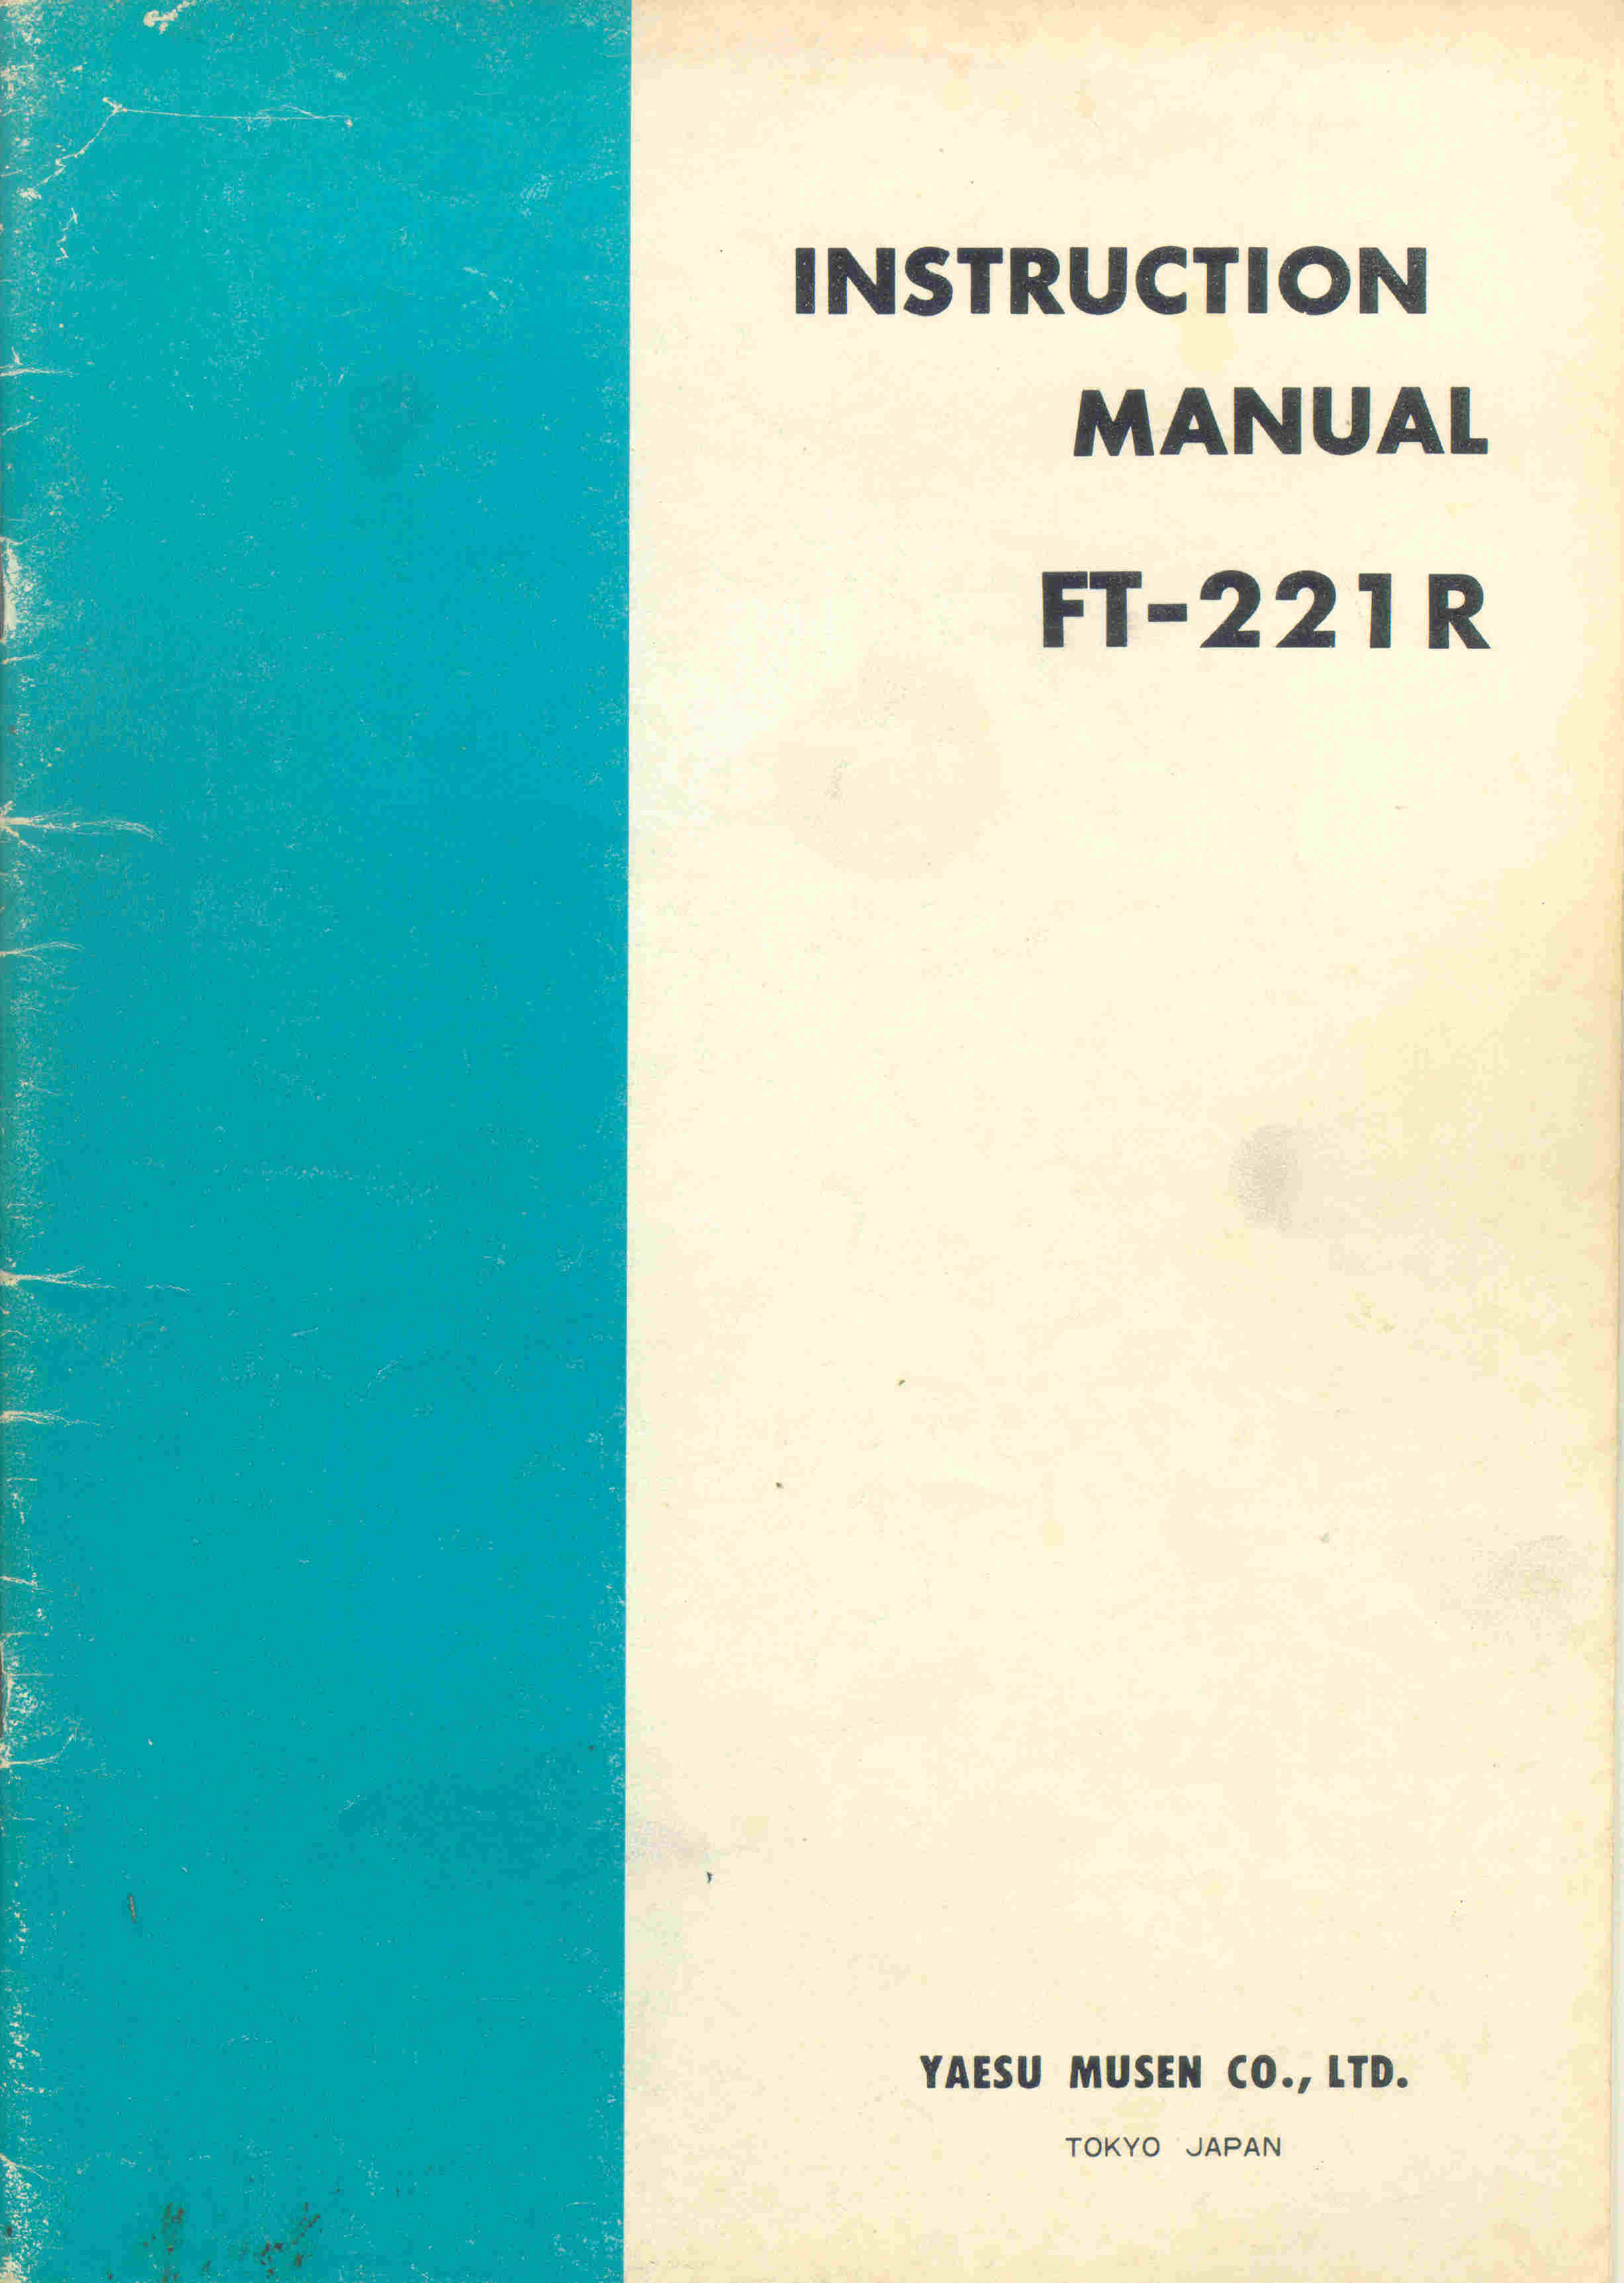 INSTRUCTION
MANUAL
FT-221R
YAESU MUSEN CO., LTD.
TOKYO JAPAN